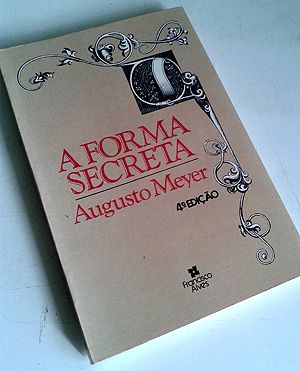 A FORMA
SECRETA
Augusto Meyer
4ª EDIÇÃO
Francisco
Alves